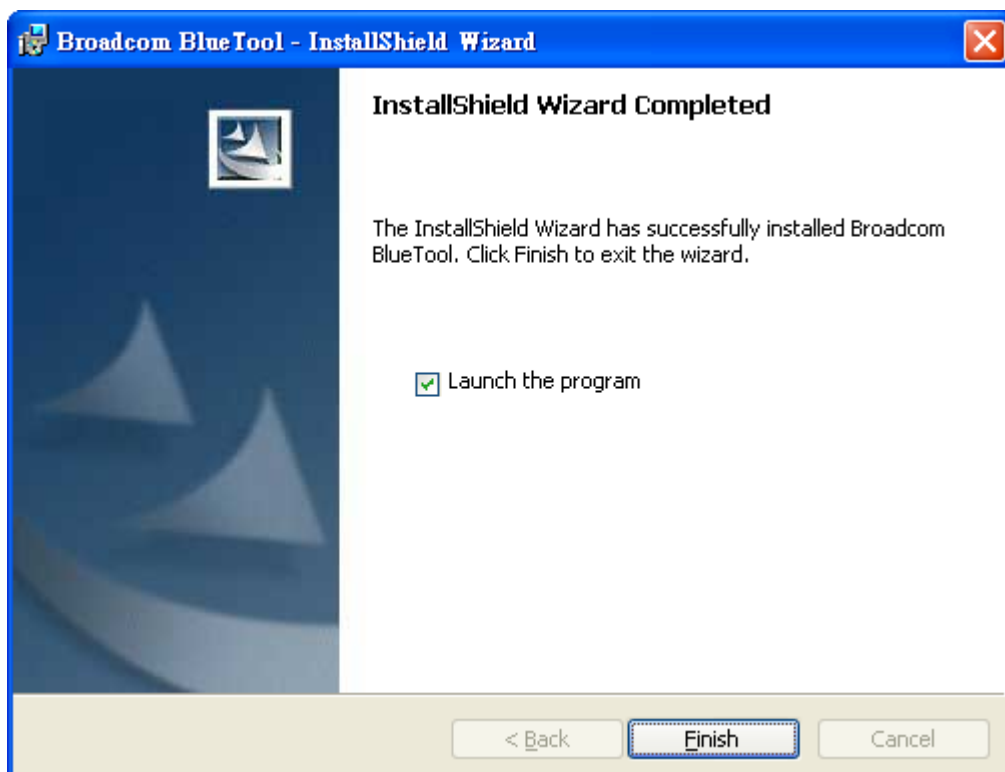 Broadcom BlueTool - InstallShield Wizard
InstallShield Wizard Completed
The InstallShield Wizard has successfully installed Broadcom
BlueTool. Click Finish to exit the wizard.
Launch the program
< Back
Finish
Cancel